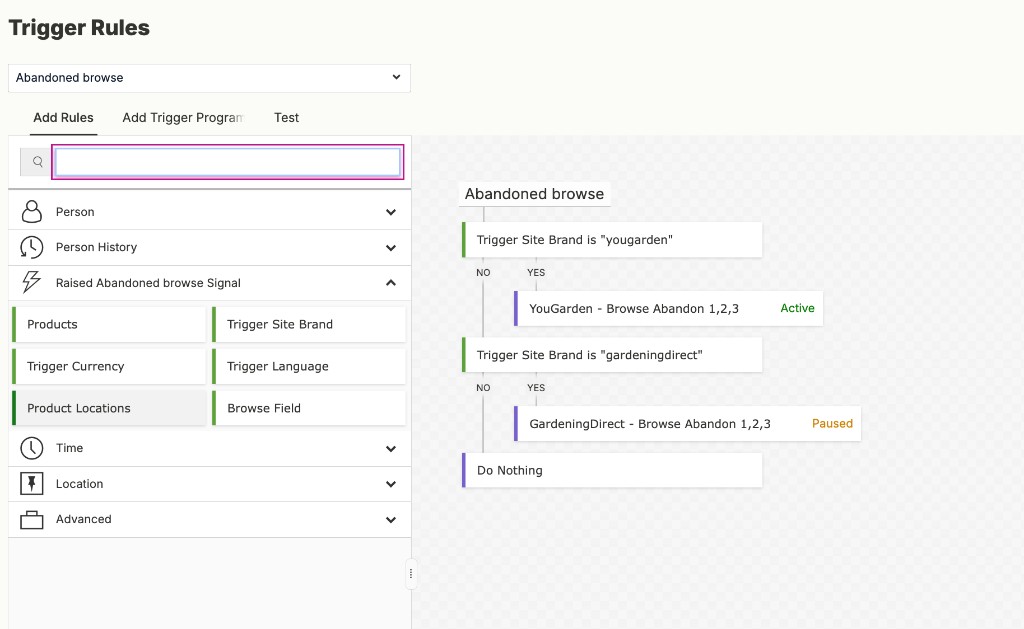 Trigger Rules
Abandoned browse
Add Rules
Add Trigger Program
Test
Person
Person History
Raised Abandoned browse Signal
Products
Trigger Site Brand
Trigger Currency
Trigger Language
Product Locations
Browse Field
Time
Location
Advanced
Abandoned browse
Trigger Site Brand is "yougarden"
NO YES
YouGarden - Browse Abandon 1,2,3 Active
Trigger Site Brand is "gardeningdirect"
NO YES
GardeningDirect - Browse Abandon 1,2,3 Paused
Do Nothing